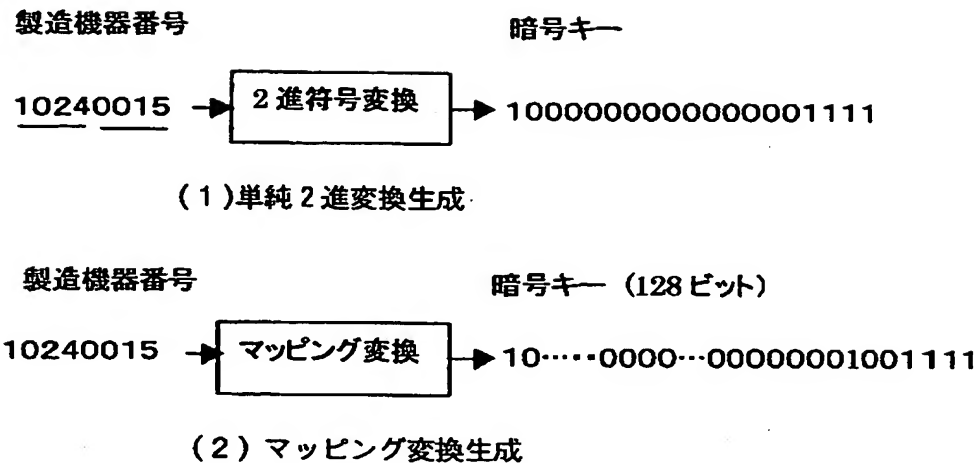 製造機器番号
暗号キー
10240015
2進符号変換
1000000000000001111
(1)単純2進変換生成
製造機器番号
暗号キー (128ビット)
10240015
マッピング変換
10‥‥‥0000…00000001001111
(2) マッピング変換生成